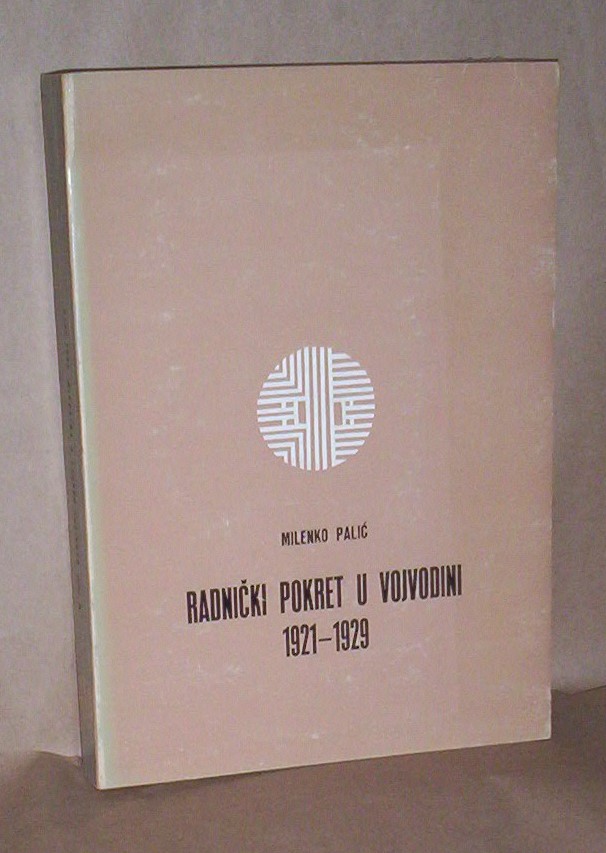 MILENKO PALIĆ
RADNIČKI POKRET U VOJVODINI
1921–1929